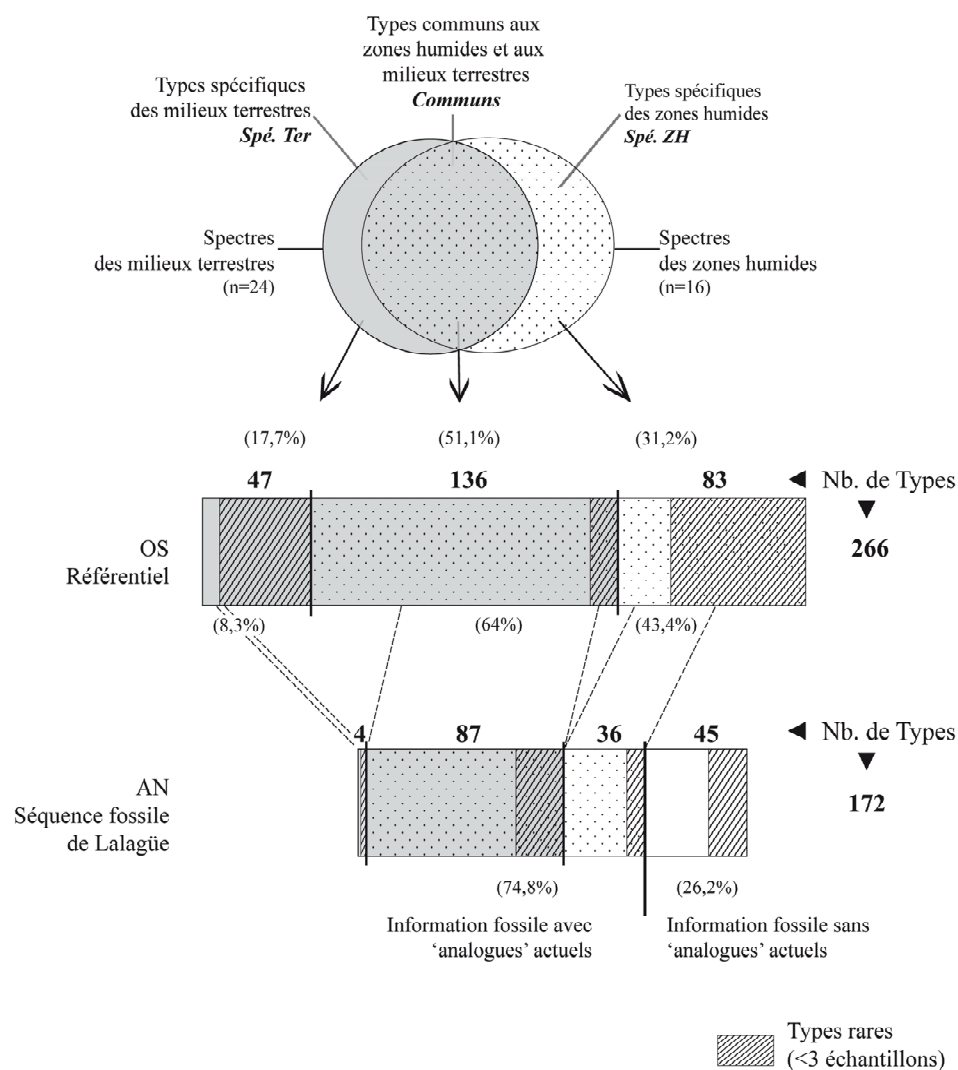 Types communs aux
zones humides et aux
milieux terrestres
Communs
Types spécifiques
des milieux terrestres
Spé. Ter
Types spécifiques
des zones humides
Spé. ZH
Spectres
des milieux terrestres
(n=24)
Spectres
des zones humides
(n=16)
(17,7%) (51,1%) (31,2%)
47 136 83 Nb. de Types
266
OS
Référentiel
(8,3%) (64%) (43,4%)
4 87 36 45 Nb. de Types
172
AN
Séquence fossile
de Lalagüe
(74,8%) (26,2%)
Information fossile avec
‘analogues’ actuels
Information fossile sans
‘analogues’ actuels
Types rares
(<3 échantillons)